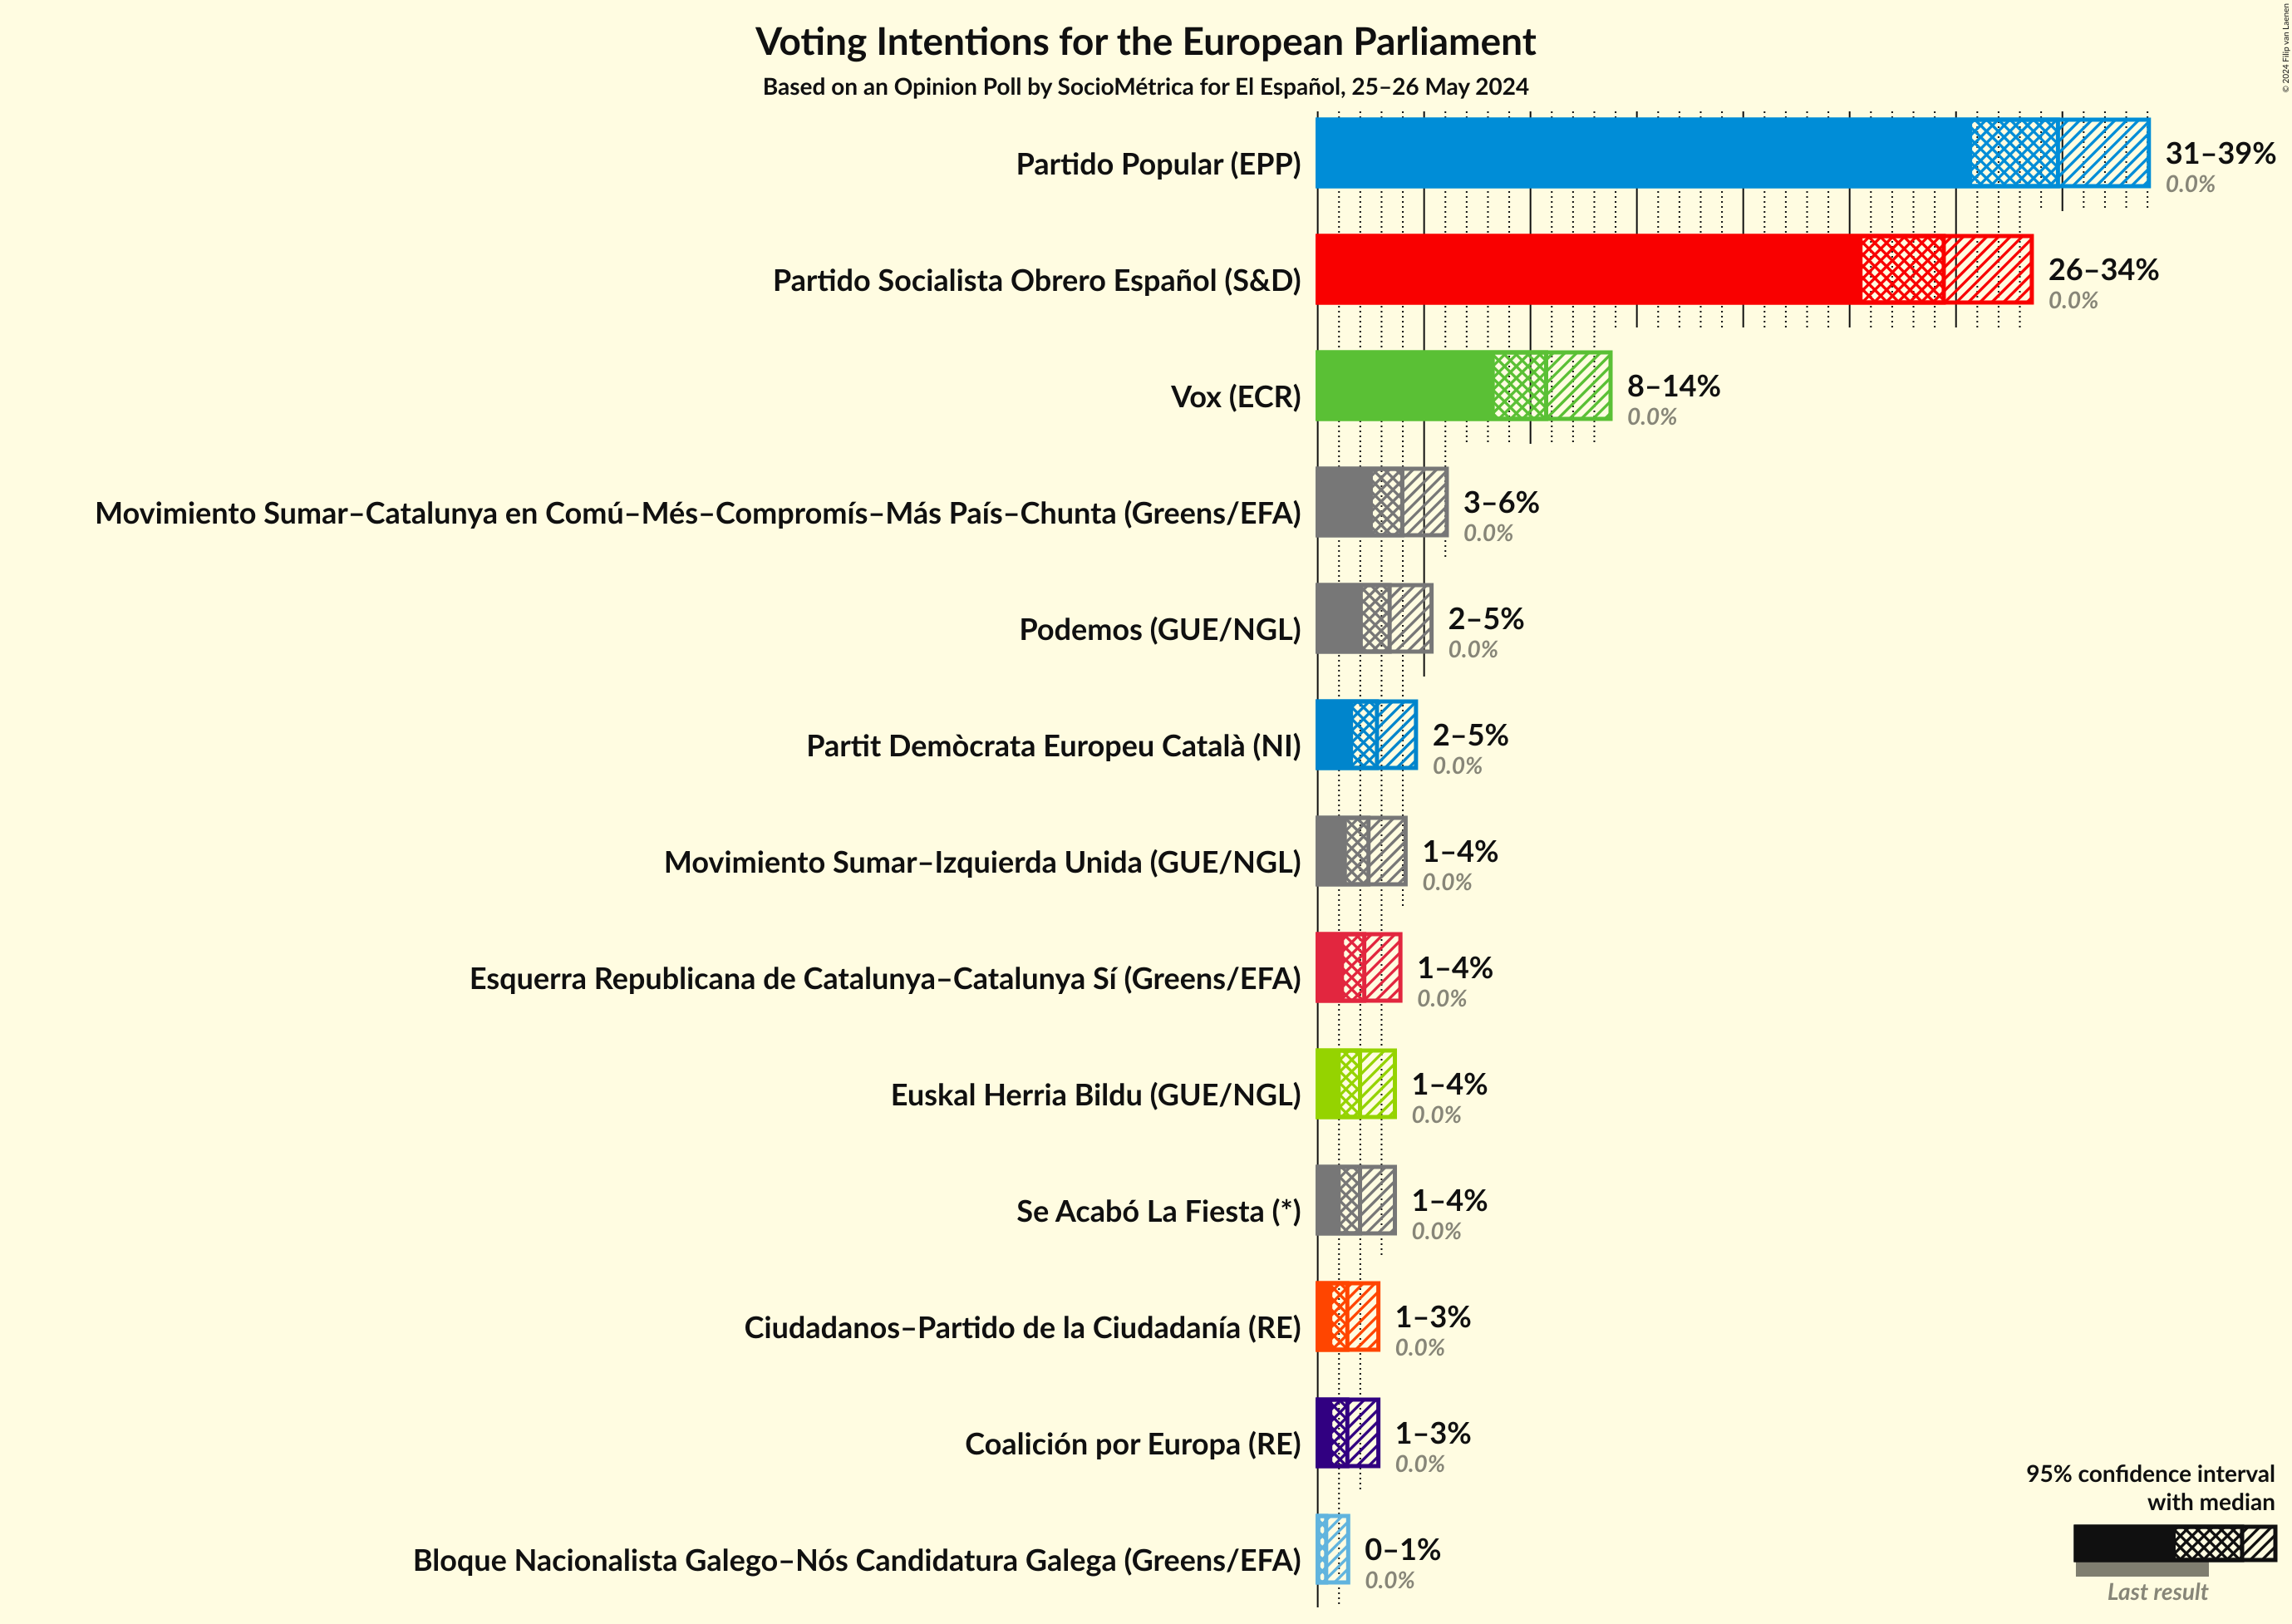 Voting Intentions for the European Parliament
Based on an Opinion Poll by SocioMétrica for El Español, 25–26 May 2024
© 2024 Filip van Laenen
Partido Popular (EPP)
31–39%
0.0%
Partido Socialista Obrero Español (S&D)
26–34%
0.0%
Vox (ECR)
8–14%
0.0%
Movimiento Sumar–Catalunya en Comú–Més–Compromís–Más País–Chunta (Greens/EFA)
3–6%
0.0%
Podemos (GUE/NGL)
2–5%
0.0%
Partit Demòcrata Europeu Català (NI)
2–5%
0.0%
Movimiento Sumar–Izquierda Unida (GUE/NGL)
1–4%
0.0%
Esquerra Republicana de Catalunya–Catalunya Sí (Greens/EFA)
1–4%
0.0%
Euskal Herria Bildu (GUE/NGL)
1–4%
0.0%
Se Acabó La Fiesta (*)
1–4%
0.0%
Ciudadanos–Partido de la Ciudadanía (RE)
1–3%
0.0%
Coalición por Europa (RE)
1–3%
0.0%
Bloque Nacionalista Galego–Nós Candidatura Galega (Greens/EFA)
0–1%
0.0%
95% confidence interval
with median
Last result